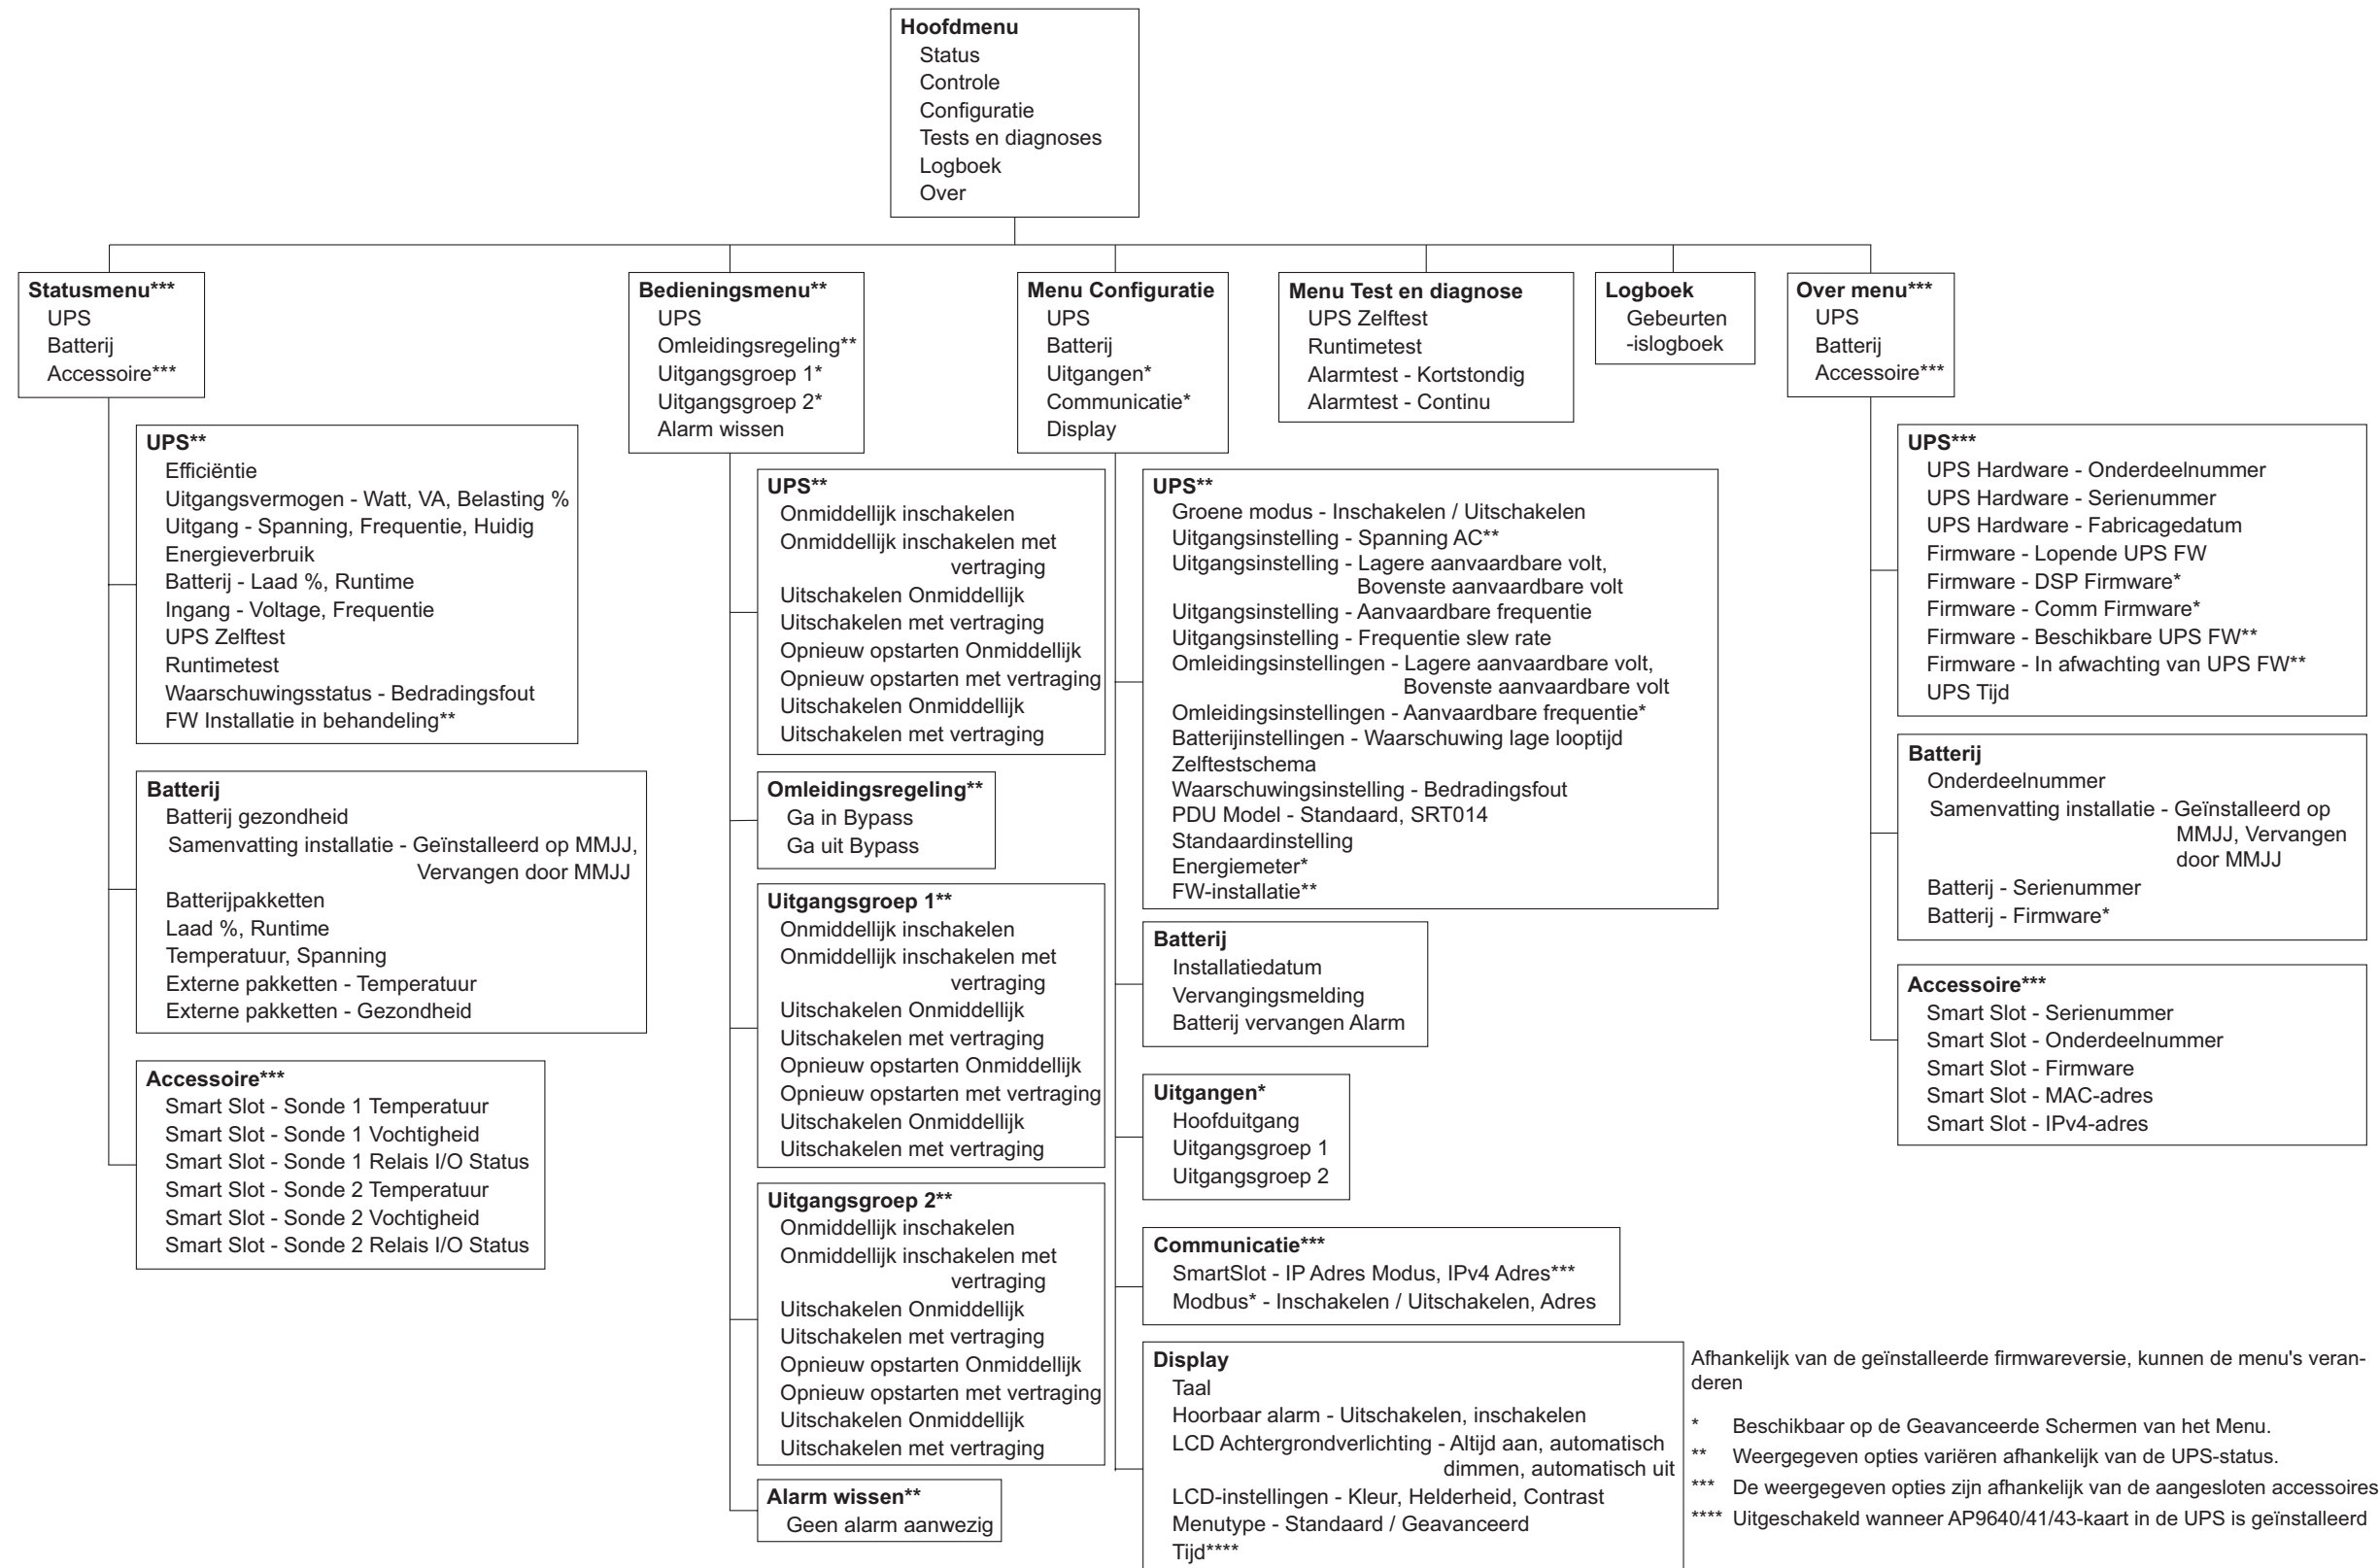 Hoofdmenu
Status
Controle
Configuratie
Tests en diagnoses
Logboek
Over
Statusmenu***
UPS
Batterij
Accessoire***
UPS**
Efficiëntie
Uitgangsvermogen - Watt, VA, Belasting %
Uitgang - Spanning, Frequentie, Huidig
Energieverbruik
Batterij - Laad %, Runtime
Ingang - Voltage, Frequentie
UPS Zelftest
Runtimetest
Waarschuwingsstatus - Bedradingsfout
FW Installatie in behandeling**
Batterij
Batterij gezondheid
Samenvatting installatie - Geïnstalleerd op MMJJ,
Vervangen door MMJJ
Batterijpakketten
Laad %, Runtime
Temperatuur, Spanning
Externe pakketten - Temperatuur
Externe pakketten - Gezondheid
Accessoire***
Smart Slot - Sonde 1 Temperatuur
Smart Slot - Sonde 1 Vochtigheid
Smart Slot - Sonde 1 Relais I/O Status
Smart Slot - Sonde 2 Temperatuur
Smart Slot - Sonde 2 Vochtigheid
Smart Slot - Sonde 2 Relais I/O Status
Bedieningsmenu**
UPS
Omleidingsregeling**
Uitgangsgroep 1*
Uitgangsgroep 2*
Alarm wissen
UPS**
Onmiddellijk inschakelen
Onmiddellijk inschakelen met
vertraging
Uitschakelen Onmiddellijk
Uitschakelen met vertraging
Opnieuw opstarten Onmiddellijk
Opnieuw opstarten met vertraging
Uitschakelen Onmiddellijk
Uitschakelen met vertraging
Omleidingsregeling**
Ga in Bypass
Ga uit Bypass
Uitgangsgroep 1**
Onmiddellijk inschakelen
Onmiddellijk inschakelen met
vertraging
Uitschakelen Onmiddellijk
Uitschakelen met vertraging
Opnieuw opstarten Onmiddellijk
Opnieuw opstarten met vertraging
Uitschakelen Onmiddellijk
Uitschakelen met vertraging
Uitgangsgroep 2**
Onmiddellijk inschakelen
Onmiddellijk inschakelen met
vertraging
Uitschakelen Onmiddellijk
Uitschakelen met vertraging
Opnieuw opstarten Onmiddellijk
Opnieuw opstarten met vertraging
Uitschakelen Onmiddellijk
Uitschakelen met vertraging
Alarm wissen**
Geen alarm aanwezig
Menu Configuratie
UPS
Batterij
Uitgangen*
Communicatie*
Display
UPS**
Groene modus - Inschakelen / Uitschakelen
Uitgangsinstelling - Spanning AC**
Uitgangsinstelling - Lagere aanvaardbare volt,
Bovenste aanvaardbare volt
Uitgangsinstelling - Aanvaardbare frequentie
Uitgangsinstelling - Frequentie slew rate
Omleidingsinstellingen - Lagere aanvaardbare volt,
Bovenste aanvaardbare volt
Omleidingsinstellingen - Aanvaardbare frequentie*
Batterijinstellingen - Waarschuwing lage looptijd
Zelftestschema
Waarschuwingsinstelling - Bedradingsfout
PDU Model - Standaard, SRT014
Standaardinstelling
Energiemeter*
FW-installatie**
Batterij
Installatiedatum
Vervangingsmelding
Batterij vervangen Alarm
Uitgangen*
Hoofduitgang
Uitgangsgroep 1
Uitgangsgroep 2
Communicatie***
SmartSlot - IP Adres Modus, IPv4 Adres***
Modbus* - Inschakelen / Uitschakelen, Adres
Display
Taal
Hoorbaar alarm - Uitschakelen, inschakelen
LCD Achtergrondverlichting - Altijd aan, automatisch
dimmen, automatisch uit
LCD-instellingen - Kleur, Helderheid, Contrast
Menutype - Standaard / Geavanceerd
Tijd****
Menu Test en diagnose
UPS Zelftest
Runtimetest
Alarmtest - Kortstondig
Alarmtest - Continu
Logboek
Gebeurten
-islogboek
Over menu***
UPS
Batterij
Accessoire***
UPS***
UPS Hardware - Onderdeelnummer
UPS Hardware - Serienummer
UPS Hardware - Fabricagedatum
Firmware - Lopende UPS FW
Firmware - DSP Firmware*
Firmware - Comm Firmware*
Firmware - Beschikbare UPS FW**
Firmware - In afwachting van UPS FW**
UPS Tijd
Batterij
Onderdeelnummer
Samenvatting installatie - Geïnstalleerd op
MMJJ, Vervangen
door MMJJ
Batterij - Serienummer
Batterij - Firmware*
Accessoire***
Smart Slot - Serienummer
Smart Slot - Onderdeelnummer
Smart Slot - Firmware
Smart Slot - MAC-adres
Smart Slot - IPv4-adres
Afhankelijk van de geïnstalleerde firmwareversie, kunnen de menu's veran-
deren
* Beschikbaar op de Geavanceerde Schermen van het Menu.
** Weergegeven opties variëren afhankelijk van de UPS-status.
*** De weergegeven opties zijn afhankelijk van de aangesloten accessoires
**** Uitgeschakeld wanneer AP9640/41/43-kaart in de UPS is geïnstalleerd